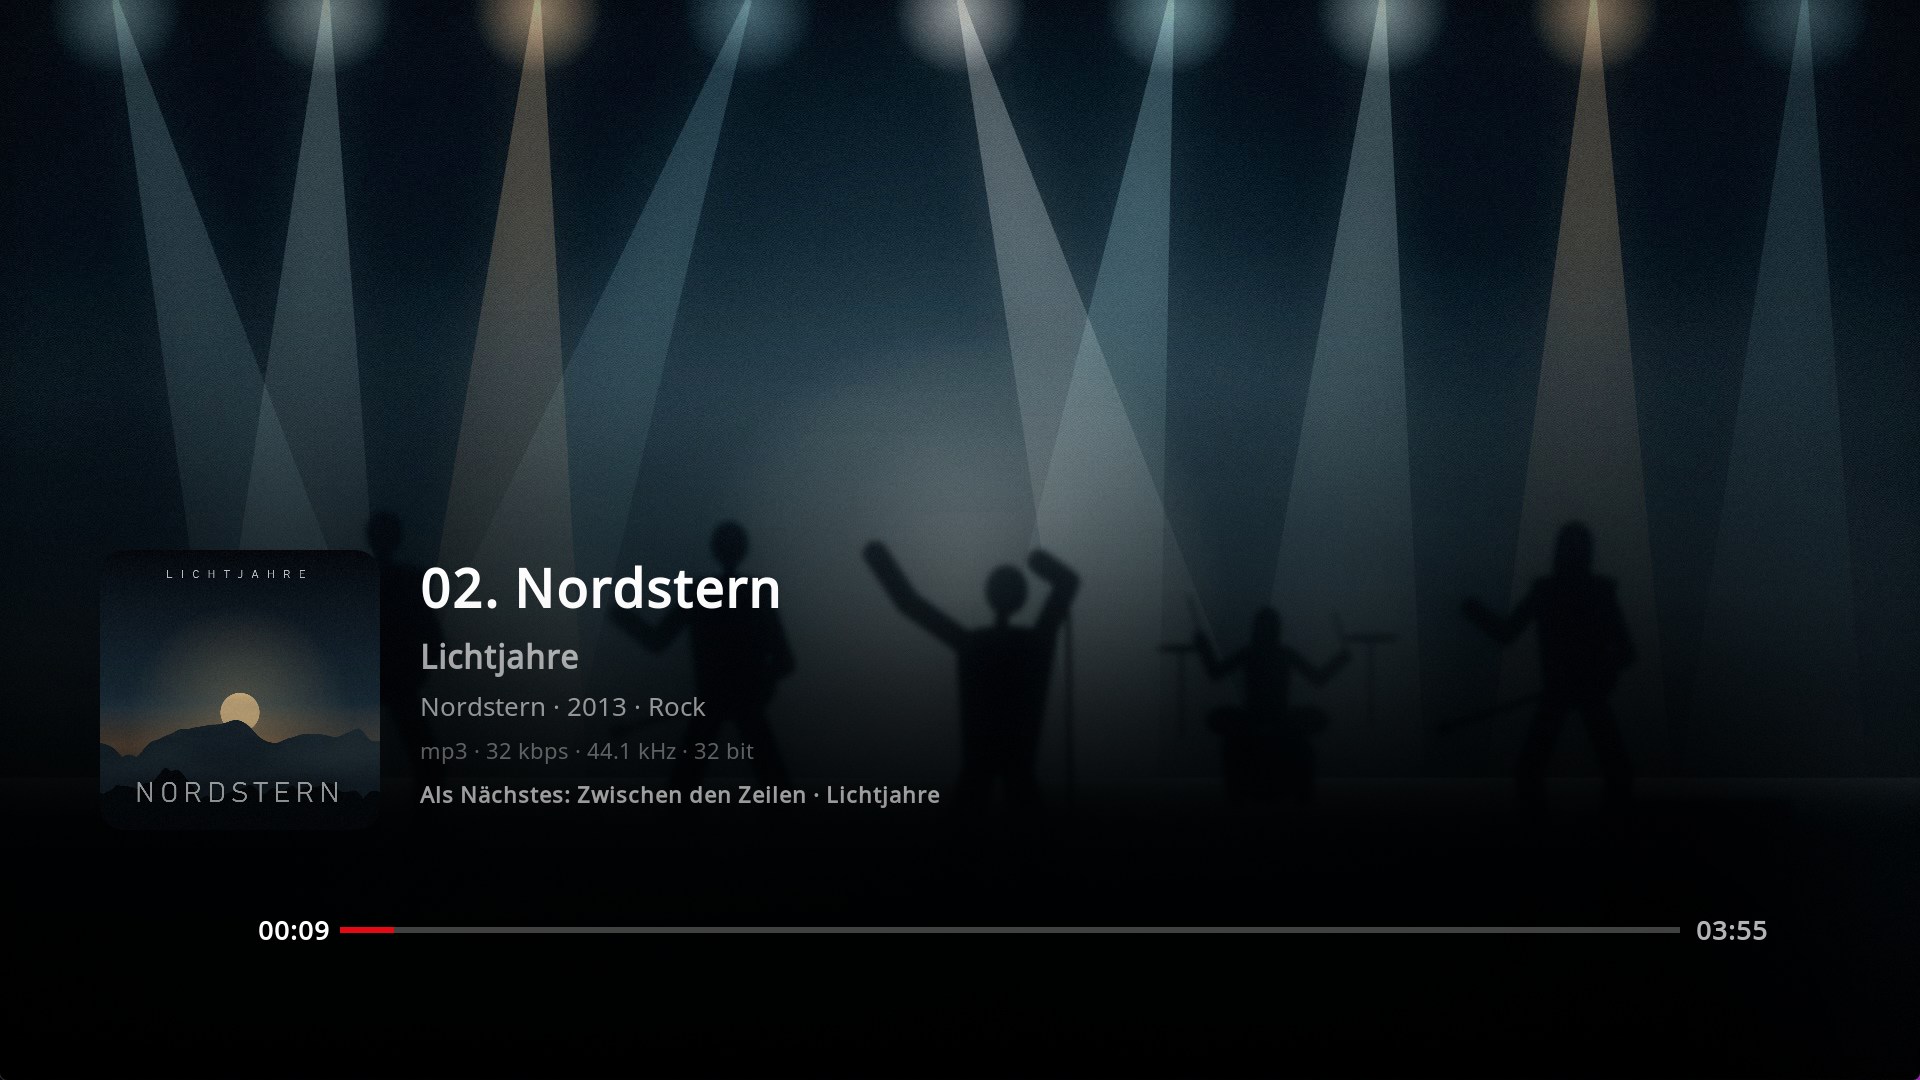 LICHTJAHRE
NORDSTERN
02. Nordstern
Lichtjahre
Nordstern · 2013 · Rock
mp3 · 32 kbps · 44.1 kHz · 32 bit
Als Nächstes: Zwischen den Zeilen · Lichtjahre
00:09
03:55